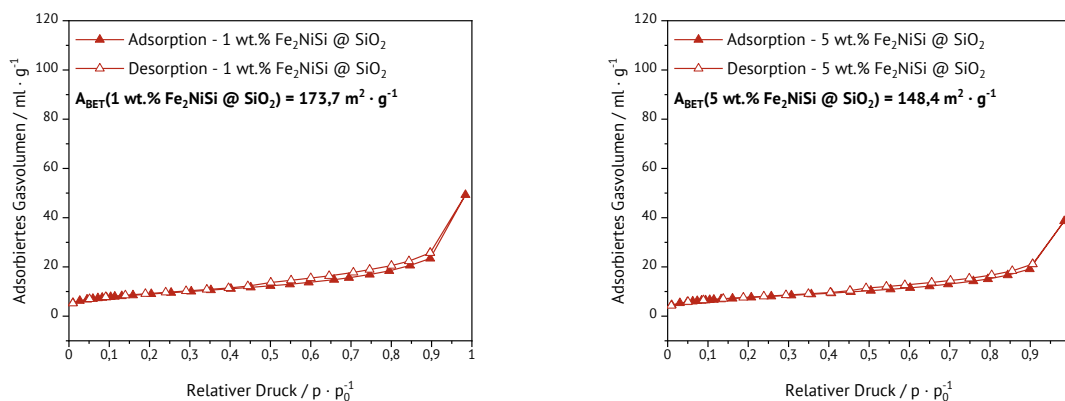 120
100
80
60
40
20
0
Adsorbiertes Gasvolumen / ml · g⁻¹
Adsorption - 1 wt.% Fe₂NiSi @ SiO₂
Desorption - 1 wt.% Fe₂NiSi @ SiO₂
A_BET(1 wt.% Fe₂NiSi @ SiO₂) = 173,7 m² · g⁻¹
0 0,1 0,2 0,3 0,4 0,5 0,6 0,7 0,8 0,9 1
Relativer Druck / p · p₀⁻¹
120
100
80
60
40
20
0
Adsorbiertes Gasvolumen / ml · g⁻¹
Adsorption - 5 wt.% Fe₂NiSi @ SiO₂
Desorption - 5 wt.% Fe₂NiSi @ SiO₂
A_BET(5 wt.% Fe₂NiSi @ SiO₂) = 148,4 m² · g⁻¹
0 0,1 0,2 0,3 0,4 0,5 0,6 0,7 0,8 0,9
Relativer Druck / p · p₀⁻¹